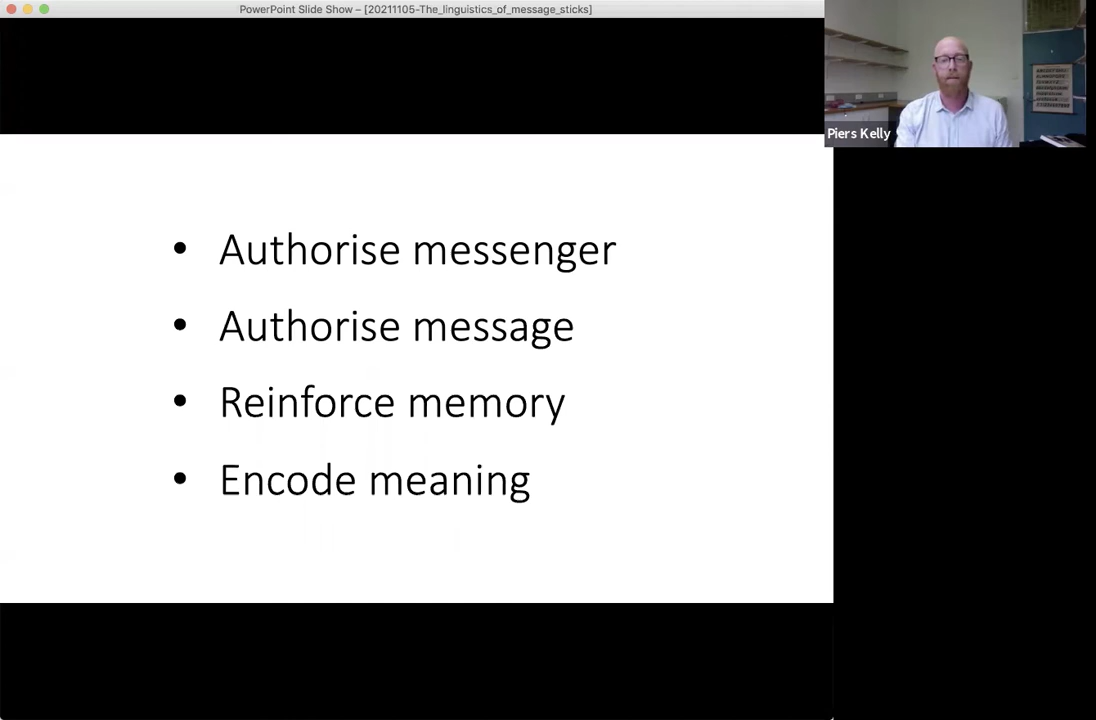 PowerPoint Slide Show – [20211105-The_linguistics_of_message_sticks]
Piers Kelly
• Authorise messenger
• Authorise message
• Reinforce memory
• Encode meaning